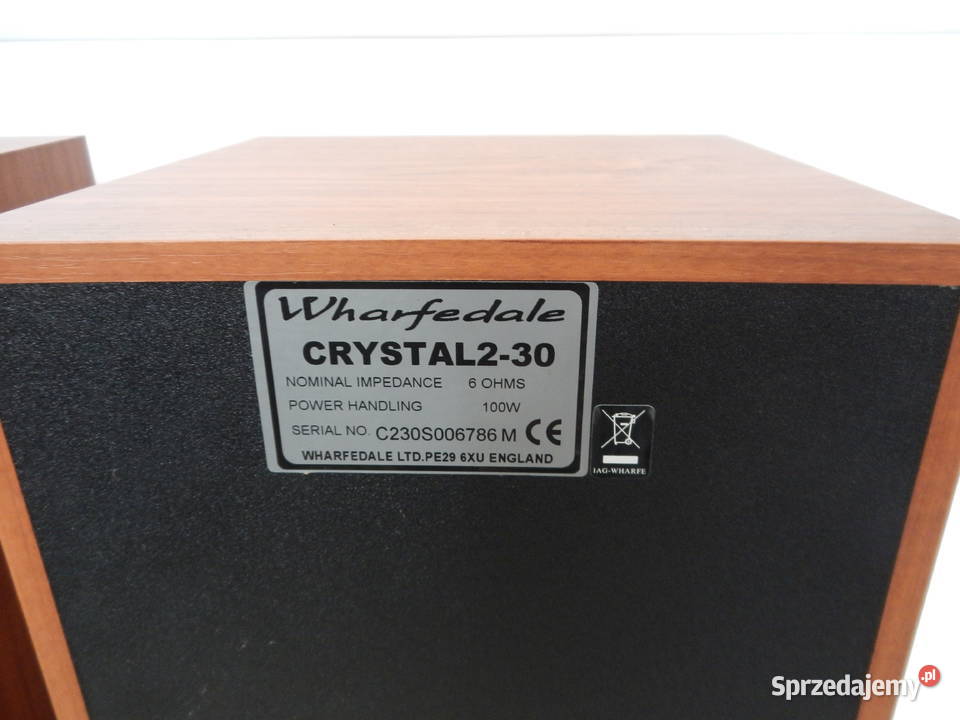 Wharfedale
CRYSTAL2-30
NOMINAL IMPEDANCE 6 OHMS
POWER HANDLING 100W
SERIAL NO. C230S006786 M CE
WHARFEDALE LTD.PE29 6XU ENGLAND
IAG-WHARFE
Sprzedajemy.pl